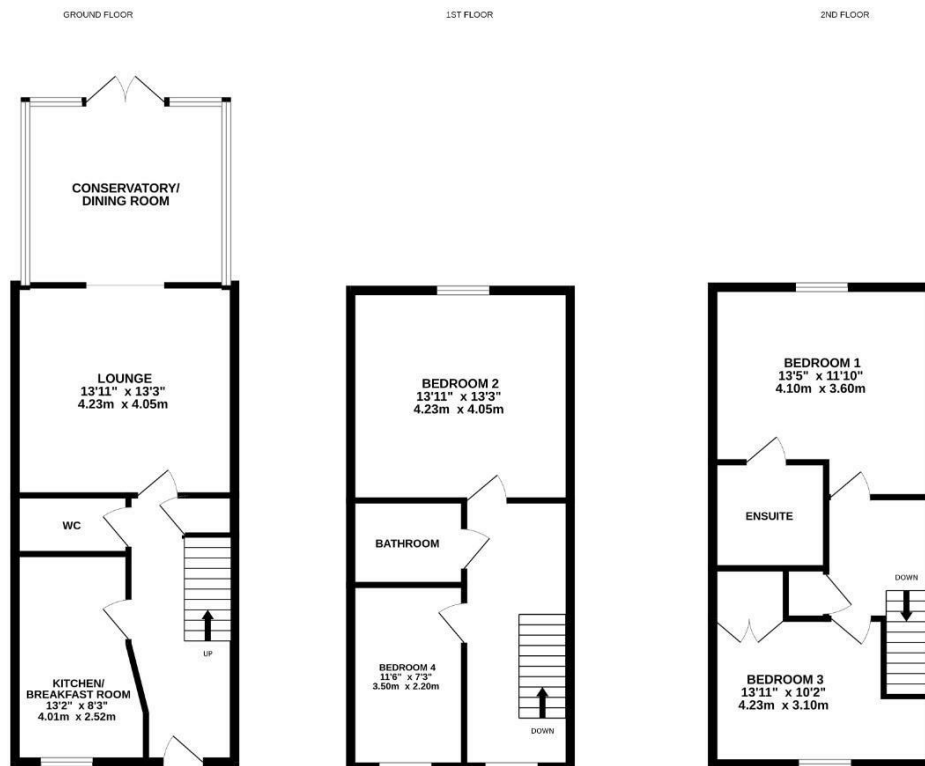 GROUND FLOOR
CONSERVATORY/
DINING ROOM
LOUNGE
13'11" x 13'3"
4.23m x 4.05m
WC
UP
KITCHEN/
BREAKFAST ROOM
13'2" x 8'3"
4.01m x 2.52m
1ST FLOOR
BEDROOM 2
13'11" x 13'3"
4.23m x 4.05m
BATHROOM
BEDROOM 4
11'6" x 7'3"
3.50m x 2.20m
DOWN
2ND FLOOR
BEDROOM 1
13'5" x 11'10"
4.10m x 3.60m
ENSUITE
DOWN
BEDROOM 3
13'11" x 10'2"
4.23m x 3.10m